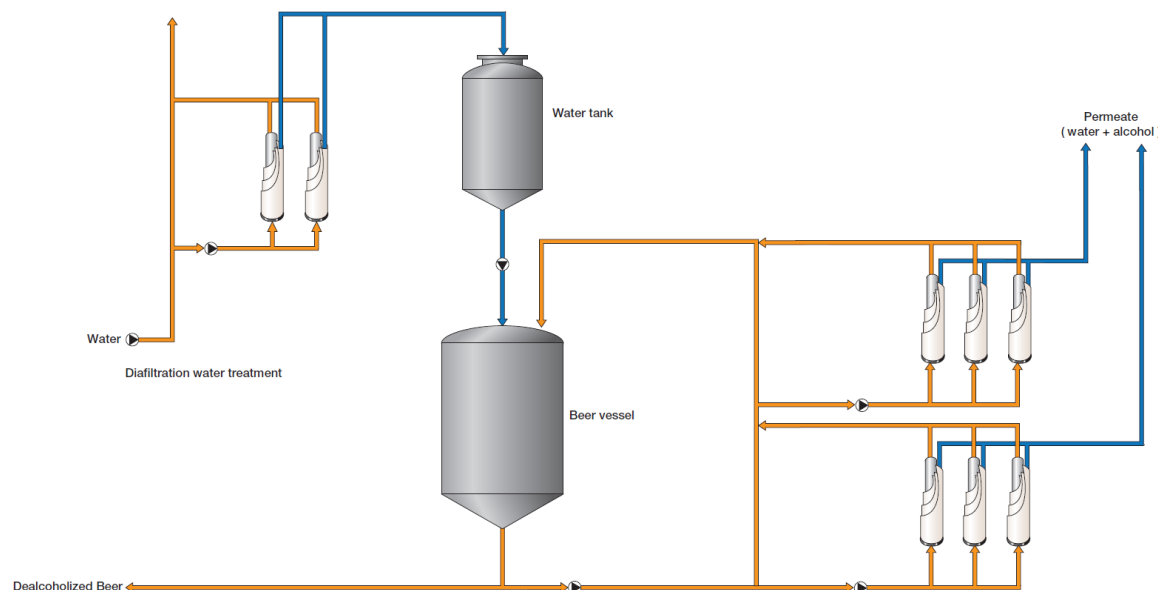 Water tank
Permeate
( water + alcohol )
Water
Diafiltration water treatment
Beer vessel
Dealcoholized Beer